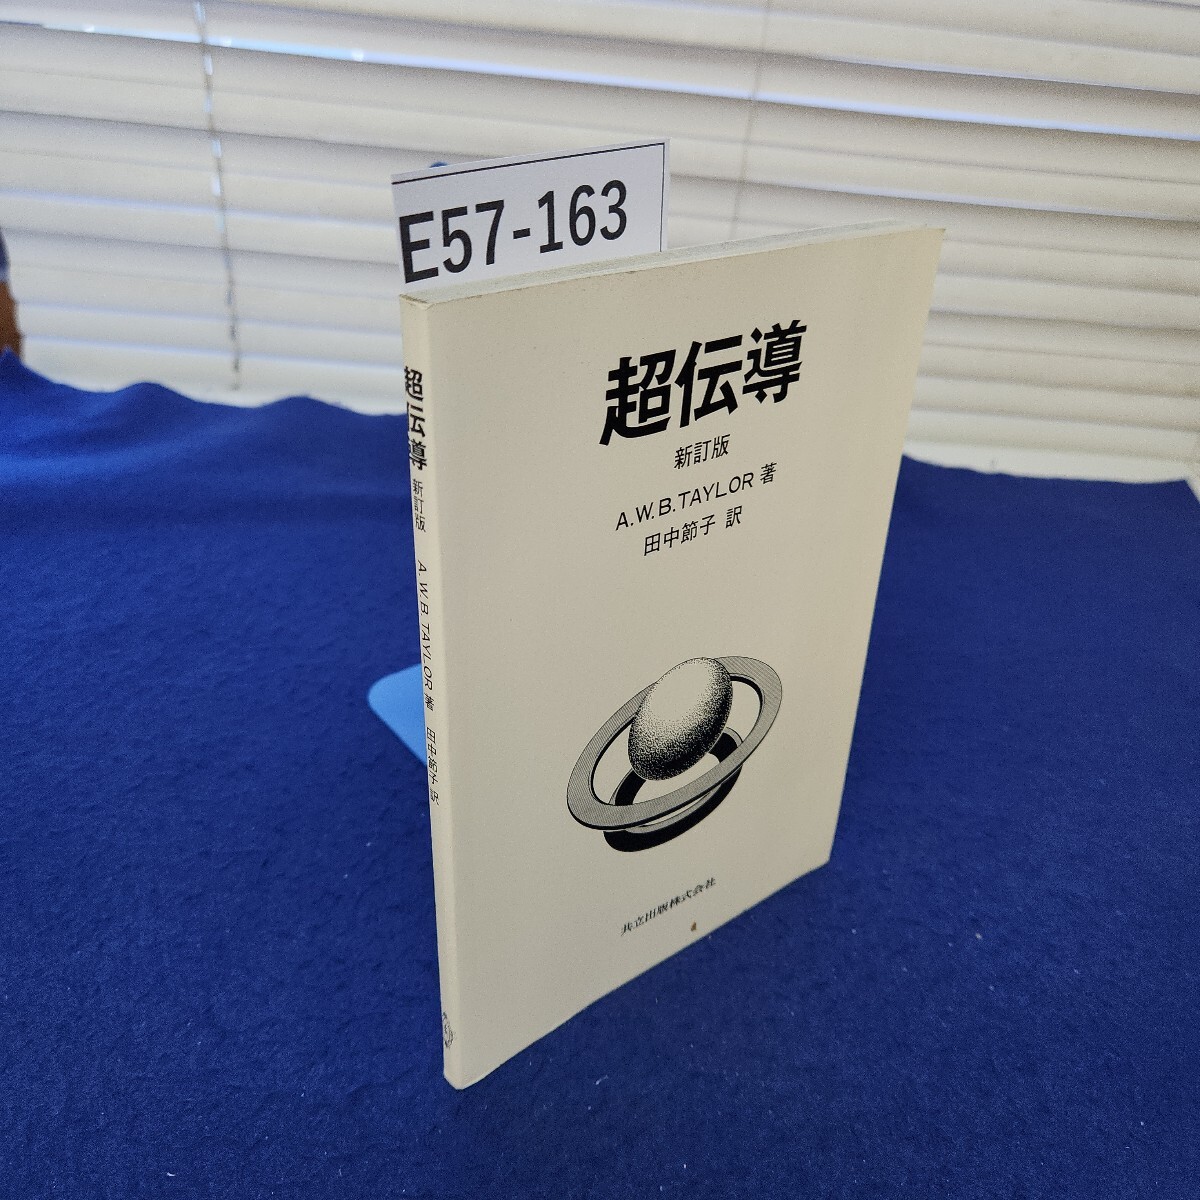 E57-163
超伝導
新訂版
A.W.B.TAYLOR 著
田中節子 訳
共立出版株式会社
超伝導 新訂版 A.W.B.TAYLOR 著 田中節子 訳